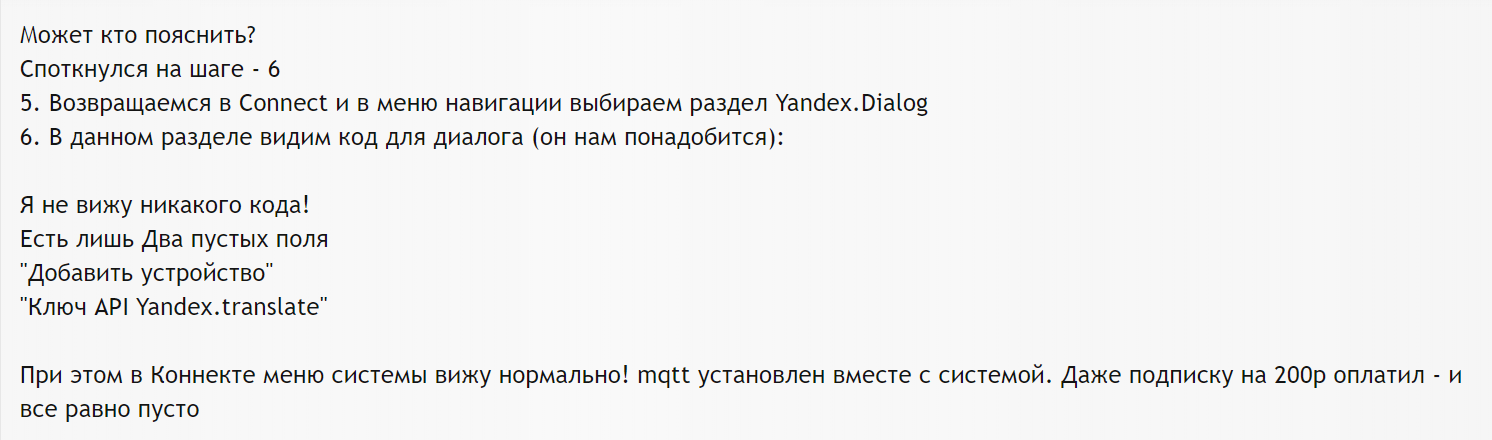 Может кто пояснить?
Споткнулся на шаге - 6
5. Возвращаемся в Connect и в меню навигации выбираем раздел Yandex.Dialog
6. В данном разделе видим код для диалога (он нам понадобится):
Я не вижу никакого кода!
Есть лишь Два пустых поля
"Добавить устройство"
"Ключ API Yandex.translate"
При этом в Коннекте меню системы вижу нормально! mqtt установлен вместе с системой. Даже подписку на 200р оплатил - и
все равно пусто